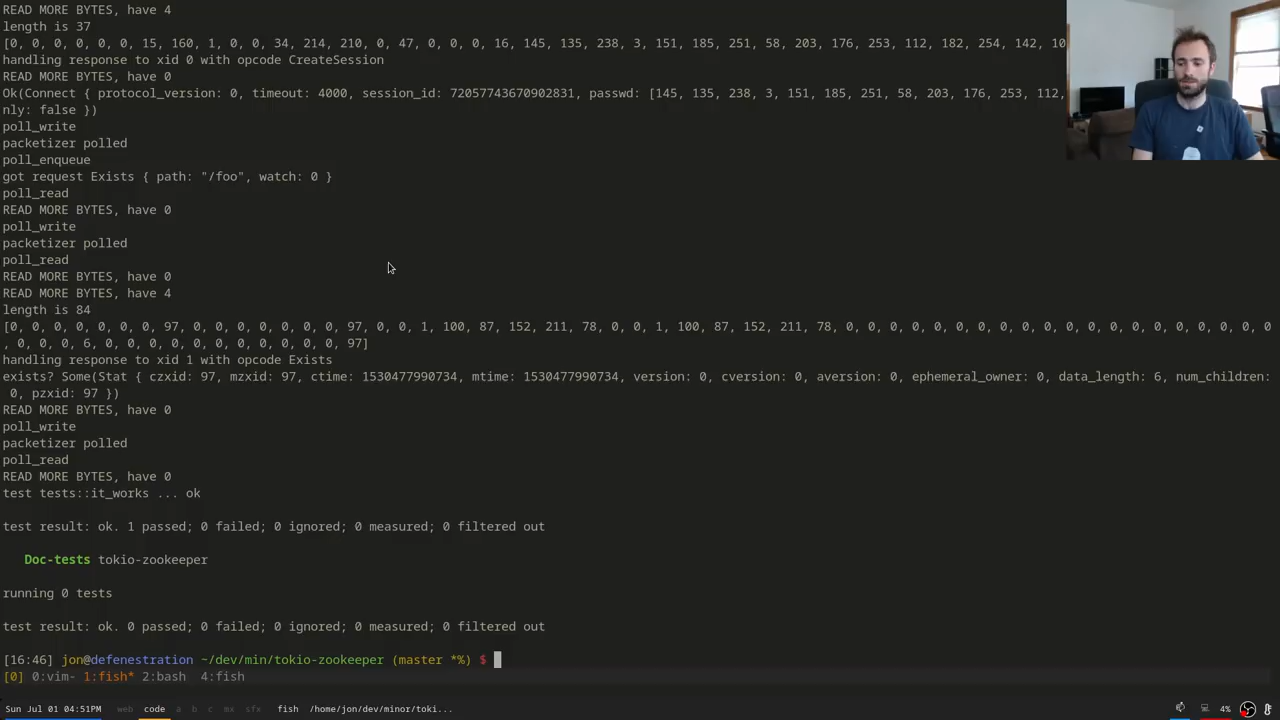 READ MORE BYTES, have 4
length is 37
[0, 0, 0, 0, 0, 0, 15, 160, 1, 0, 0, 34, 214, 210, 0, 47, 0, 0, 0, 16, 145, 135, 238, 3, 151, 185, 251, 58, 203, 176, 253, 112, 182, 254, 142, 10
handling response to xid 0 with opcode CreateSession
READ MORE BYTES, have 0
Ok(Connect { protocol_version: 0, timeout: 4000, session_id: 72057743670902831, passwd: [145, 135, 238, 3, 151, 185, 251, 58, 203, 176, 253, 112,
nly: false })
poll_write
packetizer polled
poll_enqueue
got request Exists { path: "/foo", watch: 0 }
poll_read
READ MORE BYTES, have 0
poll_write
packetizer polled
poll_read
READ MORE BYTES, have 0
READ MORE BYTES, have 4
length is 84
[0, 0, 0, 0, 0, 0, 0, 97, 0, 0, 0, 0, 0, 0, 0, 97, 0, 0, 1, 100, 87, 152, 211, 78, 0, 0, 1, 100, 87, 152, 211, 78, 0, 0, 0, 0, 0, 0, 0, 0, 0, 0, 0, 0, 0, 0, 0, 0, 0, 0
, 0, 0, 0, 6, 0, 0, 0, 0, 0, 0, 0, 0, 0, 0, 0, 97]
handling response to xid 1 with opcode Exists
exists? Some(Stat { czxid: 97, mzxid: 97, ctime: 1530477990734, mtime: 1530477990734, version: 0, cversion: 0, aversion: 0, ephemeral_owner: 0, data_length: 6, num_children:
0, pzxid: 97 })
READ MORE BYTES, have 0
poll_write
packetizer polled
poll_read
READ MORE BYTES, have 0
test tests::it_works ... ok
test result: ok. 1 passed; 0 failed; 0 ignored; 0 measured; 0 filtered out
Doc-tests tokio-zookeeper
running 0 tests
test result: ok. 0 passed; 0 failed; 0 ignored; 0 measured; 0 filtered out
[16:46] jon@defenestration ~/dev/min/tokio-zookeeper (master *%) $
[0] 0:vim- 1:fish* 2:bash 4:fish
Sun Jul 01 04:51PM web code a b c mx sfx fish /home/jon/dev/minor/toki... 4%